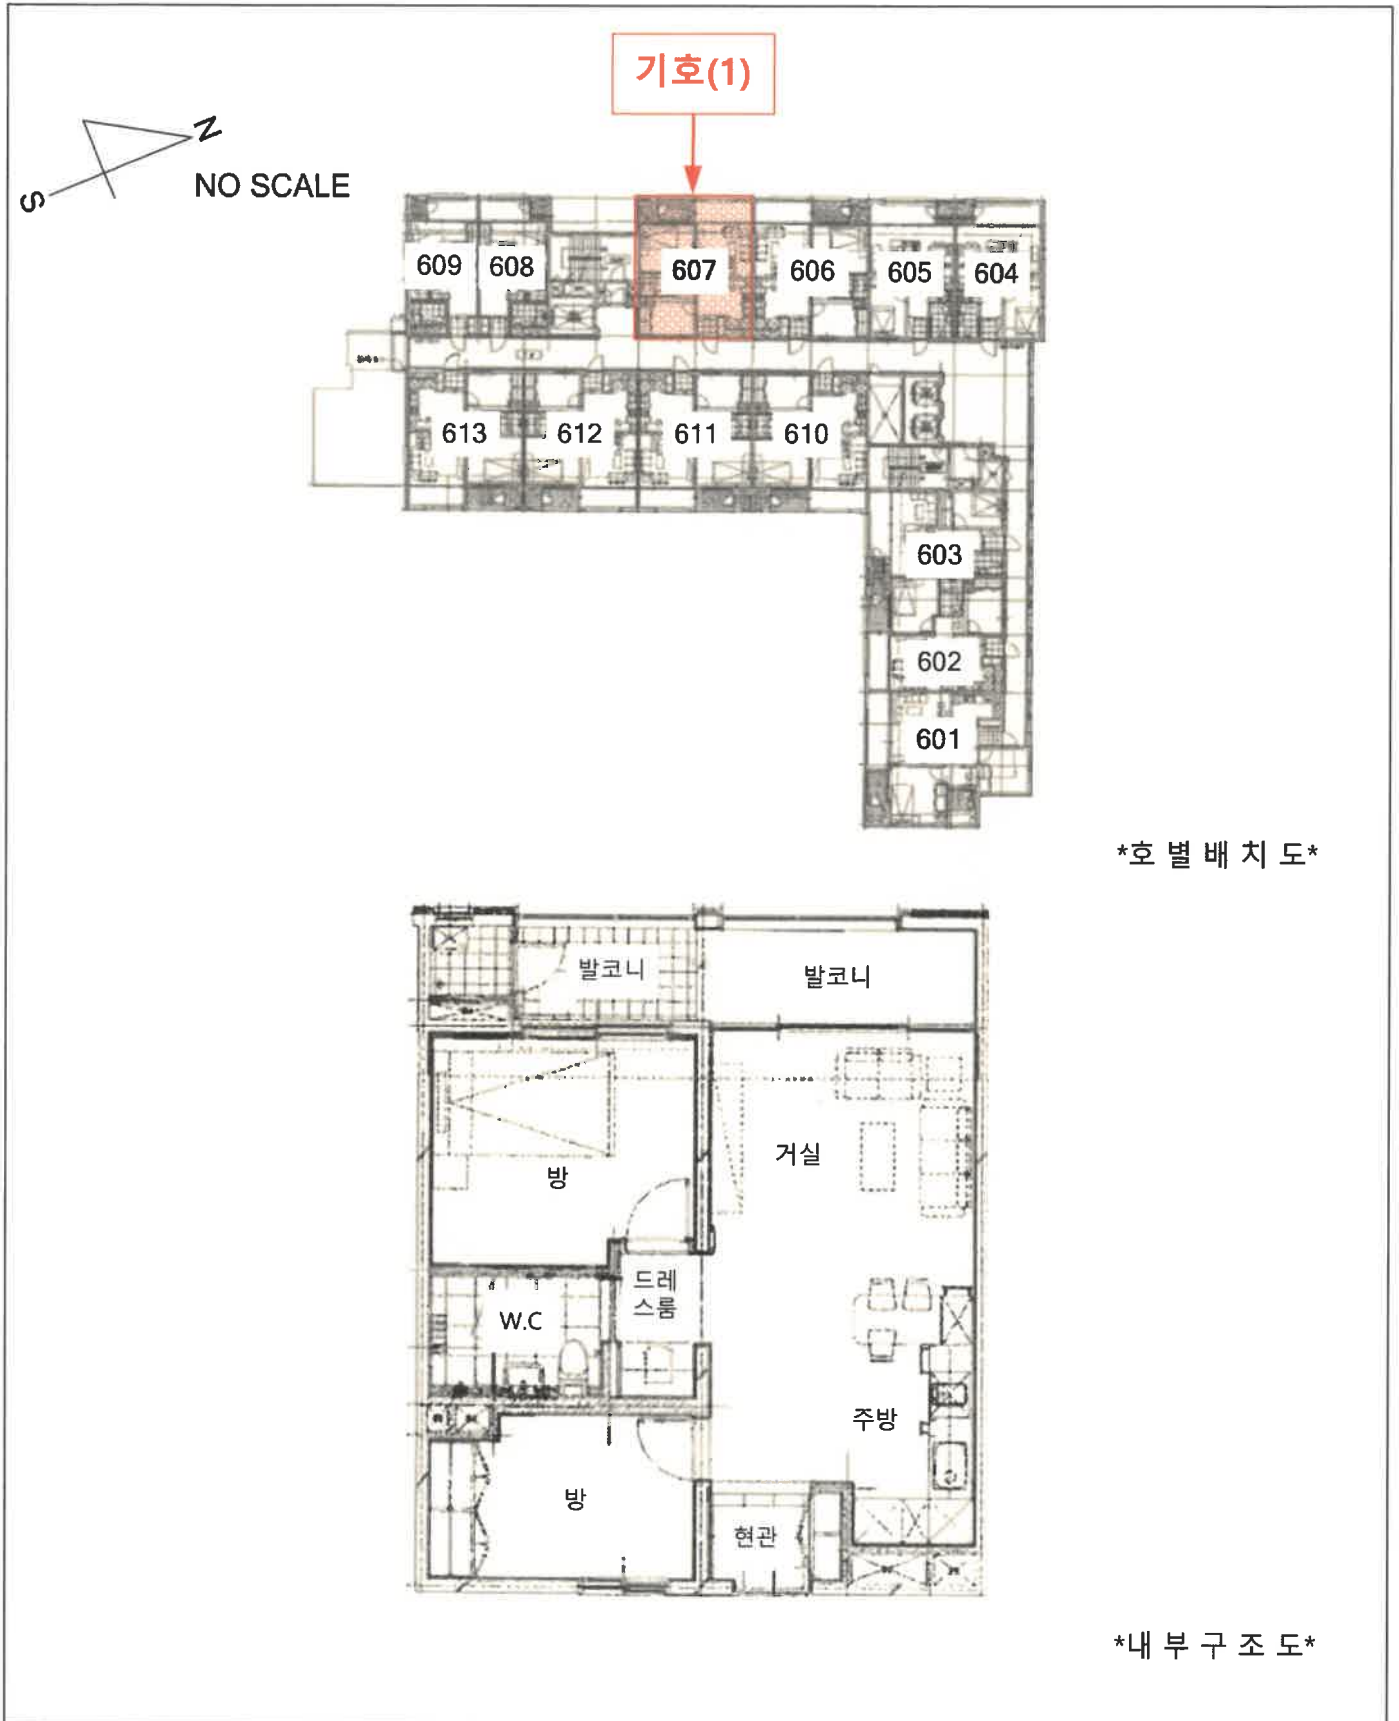 기호(1)
N
S
NO SCALE
609
608
607
606
605
604
613
612
611
610
603
602
601
*호 별 배 치 도*
발코니
발코니
방
거실
드레
스룸
W.C
주방
방
현관
*내 부 구 조 도*